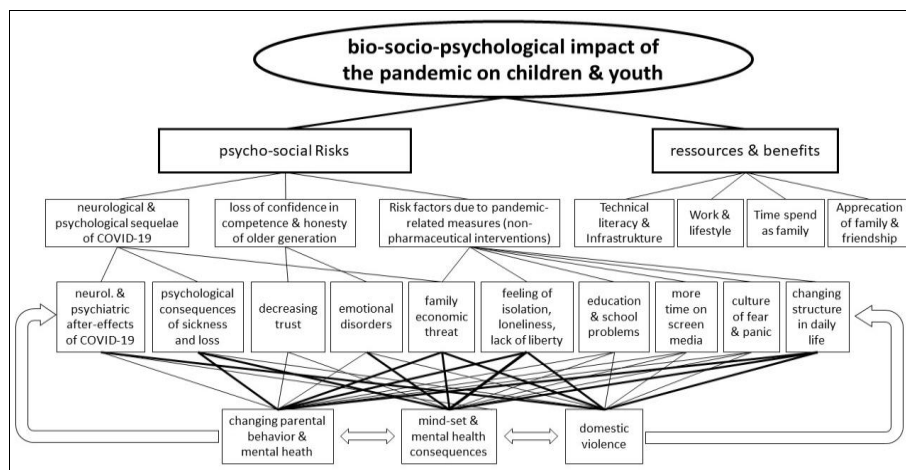 bio-socio-psychological impact of
the pandemic on children & youth
psycho-social Risks
ressources & benefits
neurological &
psychological sequelae
of COVID-19
loss of confidence in
competence & honesty
of older generation
Risk factors due to pandemic-
related measures (non-
pharmaceutical interventions)
Technical
literacy &
Infrastrukture
Work &
lifestyle
Time spend
as family
Apprecation
of family &
friendship
neurol. &
psychiatric
after-effects
of COVID-19
psychological
consequences
of sickness
and loss
decreasing
trust
emotional
disorders
family
economic
threat
feeling of
isolation,
loneliness,
lack of liberty
education &
school
problems
more
time on
screen
media
culture
of fear
& panic
changing
structure
in daily
life
changing parental
behavior &
mental heath
mind-set &
mental health
consequences
domestic
violence